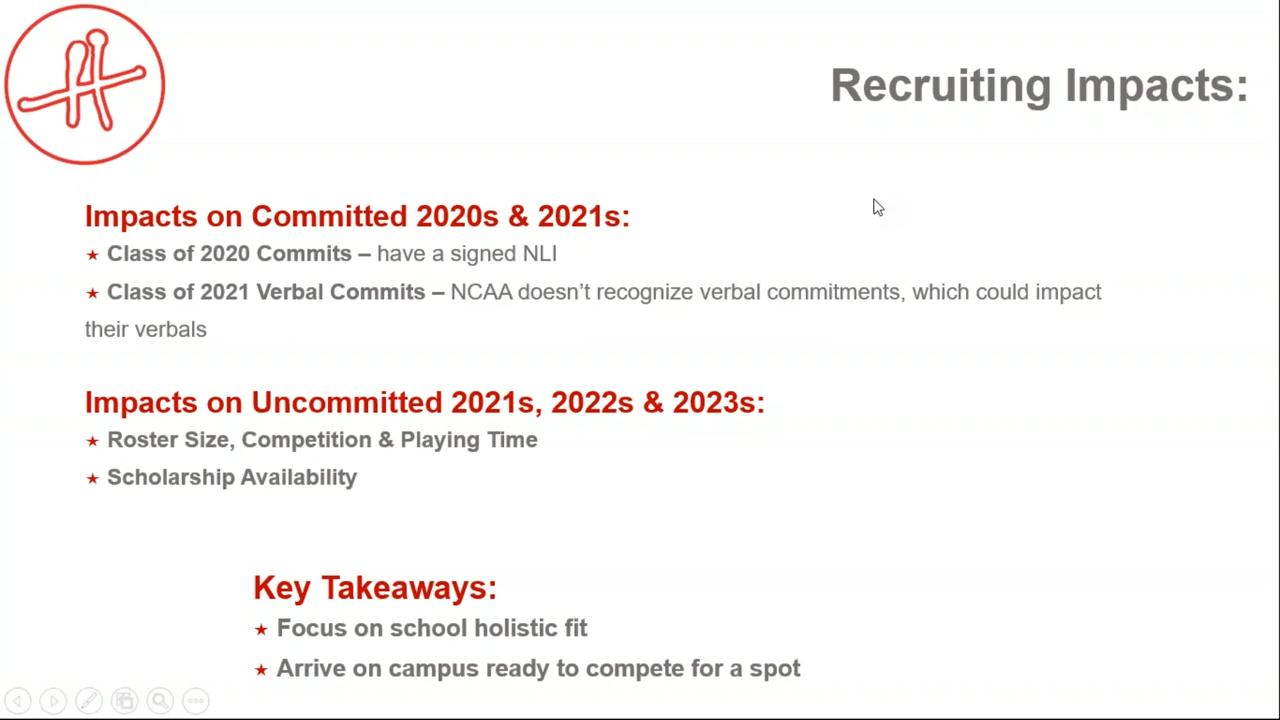 Recruiting Impacts:
Impacts on Committed 2020s & 2021s:
★ Class of 2020 Commits – have a signed NLI
★ Class of 2021 Verbal Commits – NCAA doesn’t recognize verbal commitments, which could impact
their verbals
Impacts on Uncommitted 2021s, 2022s & 2023s:
★ Roster Size, Competition & Playing Time
★ Scholarship Availability
Key Takeaways:
★ Focus on school holistic fit
★ Arrive on campus ready to compete for a spot